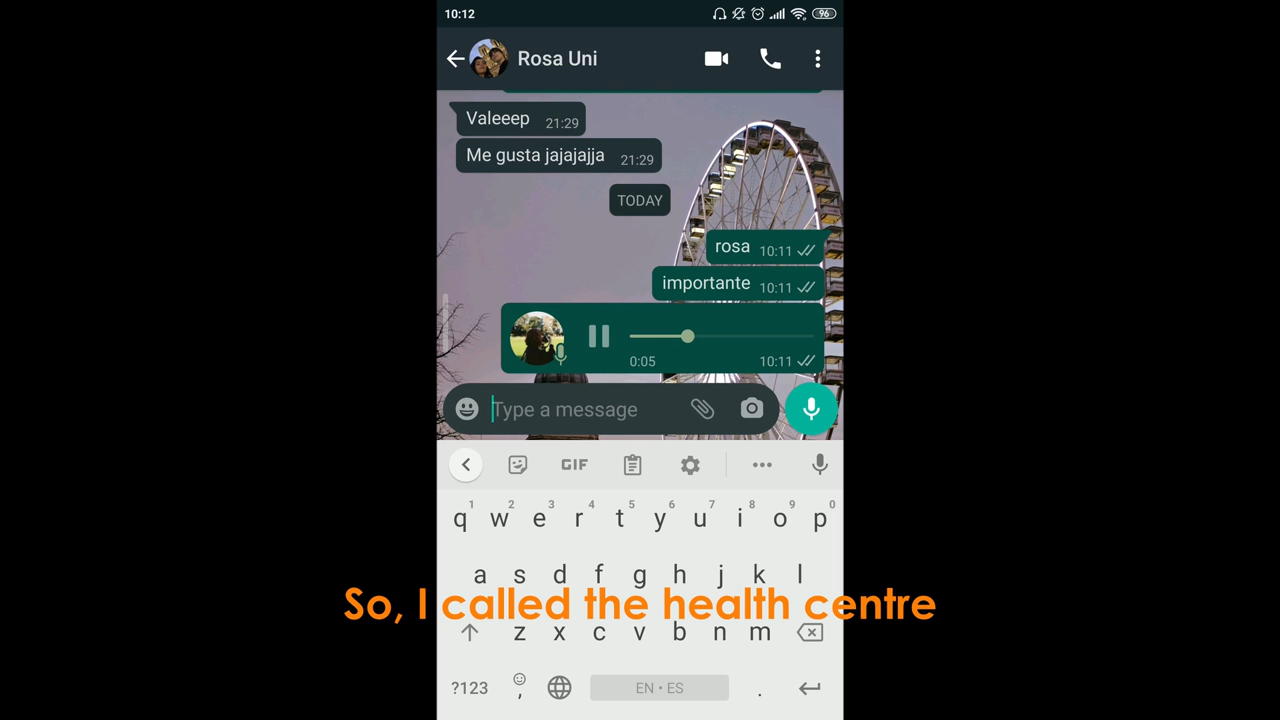 10:12
96
Rosa Uni
Valeeep 21:29
Me gusta jajajajja 21:29
TODAY
rosa 10:11
importante 10:11
0:05 10:11
Type a message
GIF
1 2 3 4 5 6 7 8 9 0
q w e r t y u i o p
a s d f g h j k l
So, I called the health centre
z x c v b n m
?123 , EN • ES .